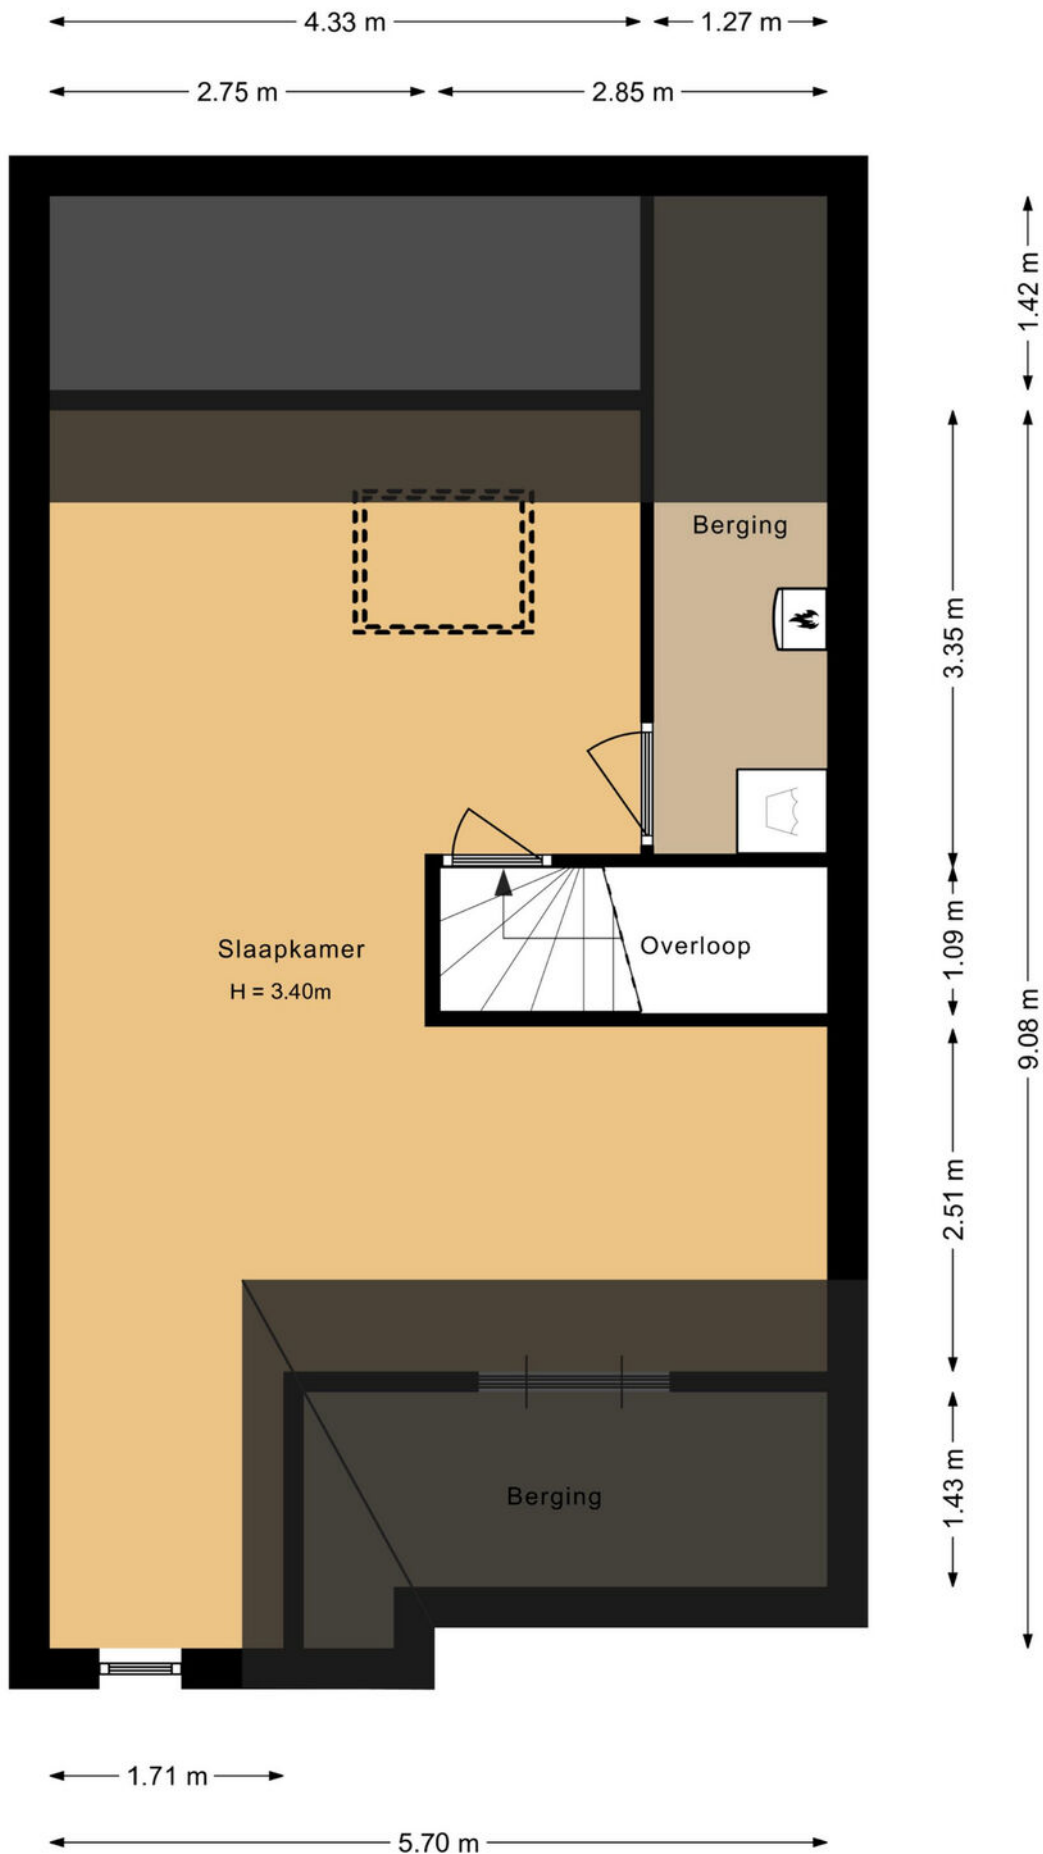 4.33 m
1.27 m
2.75 m
2.85 m
1.42 m
Berging
3.35 m
1.09 m
Slaapkamer
Overloop
H = 3.40m
9.08 m
2.51 m
1.43 m
Berging
1.71 m
5.70 m